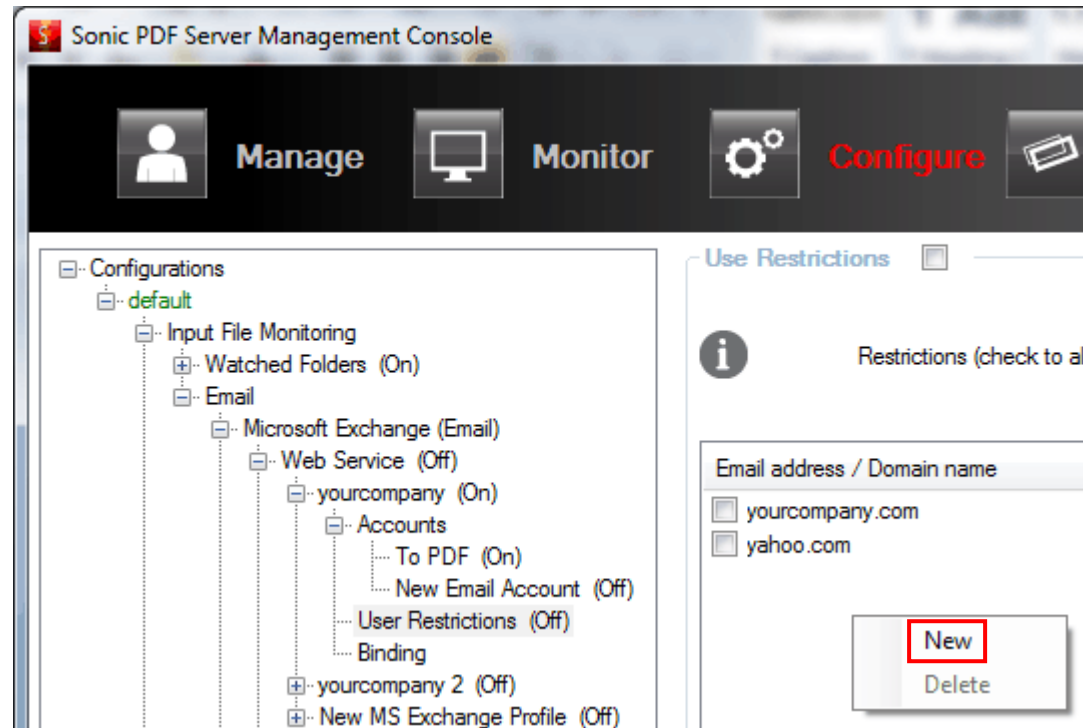 Sonic PDF Server Management Console
Manage
Monitor
Configure
Configurations
default
Input File Monitoring
Watched Folders (On)
Email
Microsoft Exchange (Email)
Web Service (Off)
yourcompany (On)
Accounts
To PDF (On)
New Email Account (Off)
User Restrictions (Off)
Binding
yourcompany 2 (Off)
New MS Exchange Profile (Off)
Use Restrictions
Restrictions (check to
Email address / Domain name
yourcompany.com
yahoo.com
New
Delete